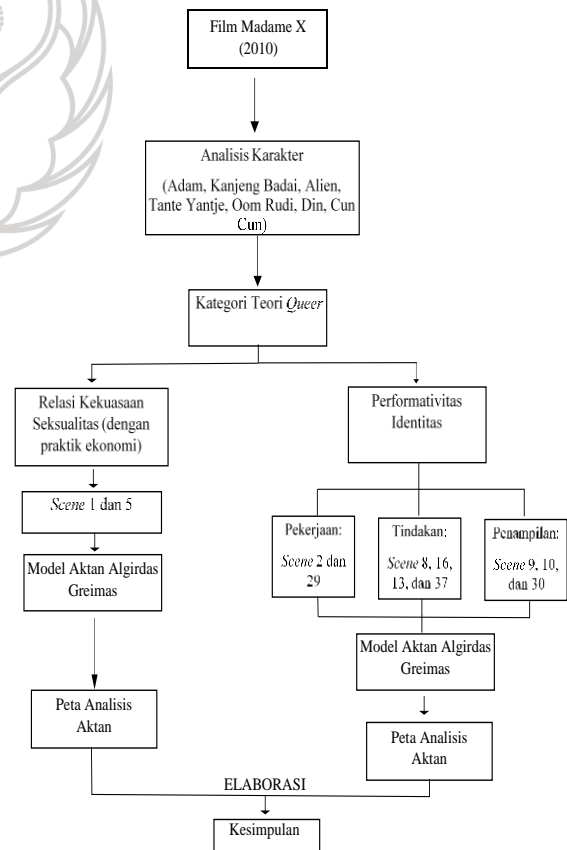 Film Madame X
(2010)
Analisis Karakter
(Adam, Kanjeng Badai, Alien,
Tante Yantje, Oom Rudi, Din, Cun
Cun)
Kategori Teori Queer
Relasi Kekuasaan
Seksualitas (dengan
praktik ekonomi)
Scene 1 dan 5
Model Aktan Algirdas
Greimas
Peta Analisis
Aktan
Performativitas
Identitas
Pekerjaan:
Scene 2 dan
29
Tindakan:
Scene 8, 16,
13, dan 37
Penampilan:
Scene 9, 10,
dan 30
Model Aktan Algirdas
Greimas
Peta Analisis
Aktan
ELABORASI
Kesimpulan